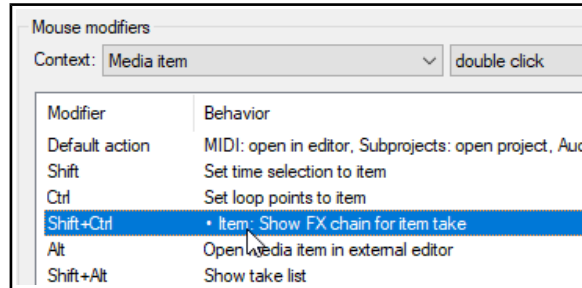 Mouse modifiers
Context: Media item double click
Modifier Behavior
Default action MIDI: open in editor, Subprojects: open project, Aud
Shift Set time selection to item
Ctrl Set loop points to item
Shift+Ctrl • Item: Show FX chain for item take
Alt Open media item in external editor
Shift+Alt Show take list